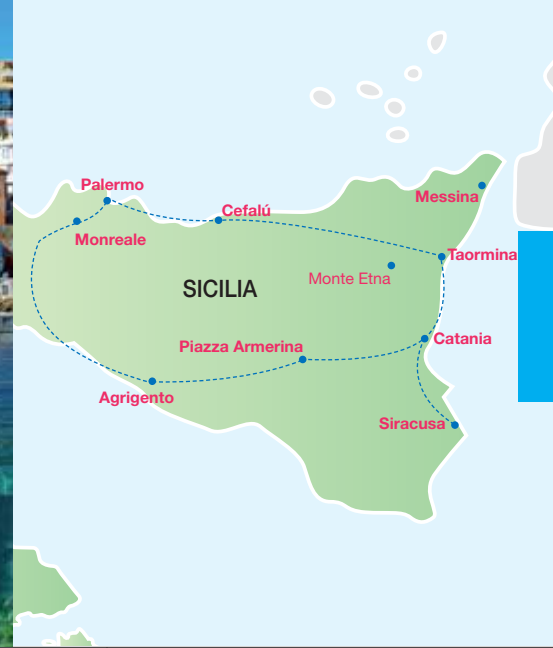 Palermo
Cefalú
Messina
Monreale
Taormina
Monte Etna
SICILIA
Catania
Piazza Armerina
Agrigento
Siracusa